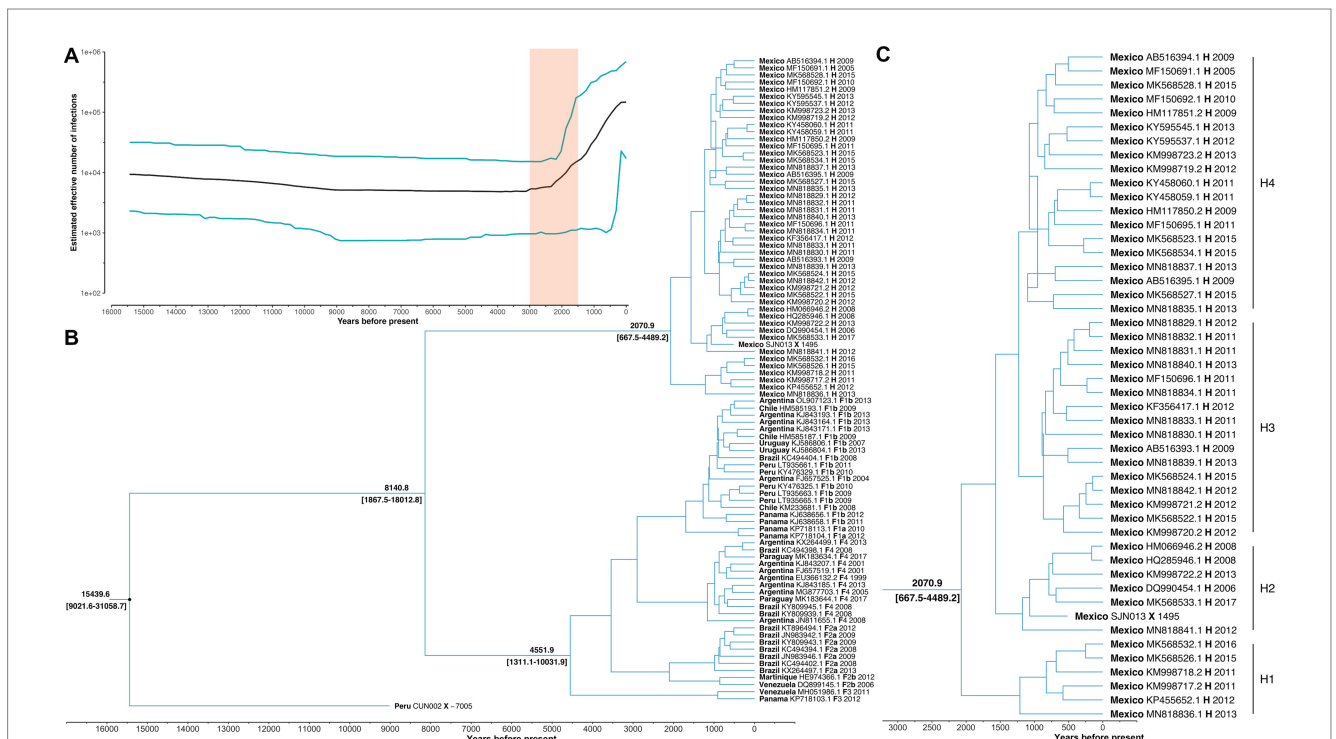 A
1e+06
1e+05
1e+04
1e+03
1e+02
Estimated effective number of infections
16000 15000 14000 13000 12000 11000 10000 9000 8000 7000 6000 5000 4000 3000 2000 1000 0
Years before present
B
15439.6
[9021.6-31058.7]
8140.8
[1867.5-18012.8]
2070.9
[667.5-4489.2]
4551.9
[1311.1-10031.9]
Mexico AB516394.1 H 2009
Mexico MF150691.1 H 2005
Mexico MK568528.1 H 2015
Mexico MF150692.1 H 2010
Mexico HM117851.2 H 2009
Mexico KY595545.1 H 2013
Mexico KY595537.1 H 2012
Mexico KM998723.2 H 2013
Mexico KM998719.2 H 2012
Mexico KY458060.1 H 2011
Mexico KY458059.1 H 2011
Mexico HM117850.2 H 2009
Mexico MF150695.1 H 2011
Mexico MK568523.1 H 2015
Mexico MK568534.1 H 2015
Mexico MN818837.1 H 2013
Mexico AB516395.1 H 2009
Mexico MK568527.1 H 2015
Mexico MN818835.1 H 2013
Mexico MN818829.1 H 2012
Mexico MN818832.1 H 2011
Mexico MN818831.1 H 2011
Mexico MN818840.1 H 2013
Mexico MF150696.1 H 2011
Mexico MN818834.1 H 2011
Mexico KF356417.1 H 2012
Mexico MN818833.1 H 2011
Mexico MN818830.1 H 2011
Mexico AB516393.1 H 2009
Mexico MN818839.1 H 2013
Mexico MK568524.1 H 2015
Mexico MN818842.1 H 2012
Mexico KM998721.2 H 2012
Mexico MK568522.1 H 2015
Mexico KM998720.2 H 2012
Mexico HM066946.2 H 2008
Mexico HQ285946.1 H 2008
Mexico KM998722.2 H 2013
Mexico DQ990454.1 H 2006
Mexico MK568533.1 H 2017
Mexico SJN013 X 1495
Mexico MN818841.1 H 2012
Mexico MK568532.1 H 2016
Mexico MK568526.1 H 2015
Mexico KM998718.2 H 2011
Mexico KM998717.2 H 2011
Mexico KP455652.1 H 2012
Mexico MN818836.1 H 2013
Argentina OL907123.1 F1b 2013
Chile HM585193.1 F1b 2009
Argentina KJ843193.1 F1b 2013
Argentina KJ843164.1 F1b 2013
Argentina KJ843171.1 F1b 2013
Chile HM585187.1 F1b 2009
Uruguay KJ586806.1 F1b 2007
Uruguay KJ586804.1 F1b 2013
Brazil KC494404.1 F1b 2008
Peru LT935661.1 F1b 2011
Peru KY476329.1 F1b 2010
Argentina FJ657525.1 F1b 2004
Peru KY476325.1 F1b 2010
Peru LT935663.1 F1b 2009
Peru LT935665.1 F1b 2009
Chile KM233681.1 F1b 2008
Panama KJ638656.1 F1b 2012
Panama KJ638658.1 F1b 2011
Panama KP718113.1 F1a 2010
Panama KP718104.1 F1a 2012
Argentina KX264499.1 F4 2013
Brazil KC494398.1 F4 2008
Paraguay MK183634.1 F4 2017
Argentina KJ843207.1 F4 2001
Argentina FJ657519.1 F4 2001
Argentina EU366132.2 F4 1999
Argentina KJ843185.1 F4 2013
Argentina MG877703.1 F4 2005
Paraguay MK183644.1 F4 2017
Brazil KY809945.1 F4 2008
Brazil KY809939.1 F4 2008
Argentina JN811655.1 F4 2008
Brazil KT896494.1 F2a 2012
Brazil JN983942.1 F2a 2009
Brazil KY809943.1 F2a 2009
Brazil KC494394.1 F2a 2008
Brazil JN983946.1 F2a 2009
Brazil KC494402.1 F2a 2008
Brazil KX264497.1 F2a 2013
Martinique HE974366.1 F2b 2012
Venezuela DQ899145.1 F2b 2006
Venezuela MH051986.1 F3 2011
Panama KP718103.1 F3 2012
Peru CUN002 X ~ 7005
16000 15000 14000 13000 12000 11000 10000 9000 8000 7000 6000 5000 4000 3000 2000 1000 0
Years before present
C
2070.9
[667.5-4489.2]
Mexico AB516394.1 H 2009
Mexico MF150691.1 H 2005
Mexico MK568528.1 H 2015
Mexico MF150692.1 H 2010
Mexico HM117851.2 H 2009
Mexico KY595545.1 H 2013
Mexico KY595537.1 H 2012
Mexico KM998723.2 H 2013
Mexico KM998719.2 H 2012
Mexico KY458060.1 H 2011
Mexico KY458059.1 H 2011
Mexico HM117850.2 H 2009
Mexico MF150695.1 H 2011
Mexico MK568523.1 H 2015
Mexico MK568534.1 H 2015
Mexico MN818837.1 H 2013
Mexico AB516395.1 H 2009
Mexico MK568527.1 H 2015
Mexico MN818835.1 H 2013
Mexico MN818829.1 H 2012
Mexico MN818832.1 H 2011
Mexico MN818831.1 H 2011
Mexico MN818840.1 H 2013
Mexico MF150696.1 H 2011
Mexico MN818834.1 H 2011
Mexico KF356417.1 H 2012
Mexico MN818833.1 H 2011
Mexico MN818830.1 H 2011
Mexico AB516393.1 H 2009
Mexico MN818839.1 H 2013
Mexico MK568524.1 H 2015
Mexico MN818842.1 H 2012
Mexico KM998721.2 H 2012
Mexico MK568522.1 H 2015
Mexico KM998720.2 H 2012
Mexico HM066946.2 H 2008
Mexico HQ285946.1 H 2008
Mexico KM998722.2 H 2013
Mexico DQ990454.1 H 2006
Mexico MK568533.1 H 2017
Mexico SJN013 X 1495
Mexico MN818841.1 H 2012
Mexico MK568532.1 H 2016
Mexico MK568526.1 H 2015
Mexico KM998718.2 H 2011
Mexico KM998717.2 H 2011
Mexico KP455652.1 H 2012
Mexico MN818836.1 H 2013
H4
H3
H2
H1
3000 2500 2000 1500 1000 500 0
Years before present